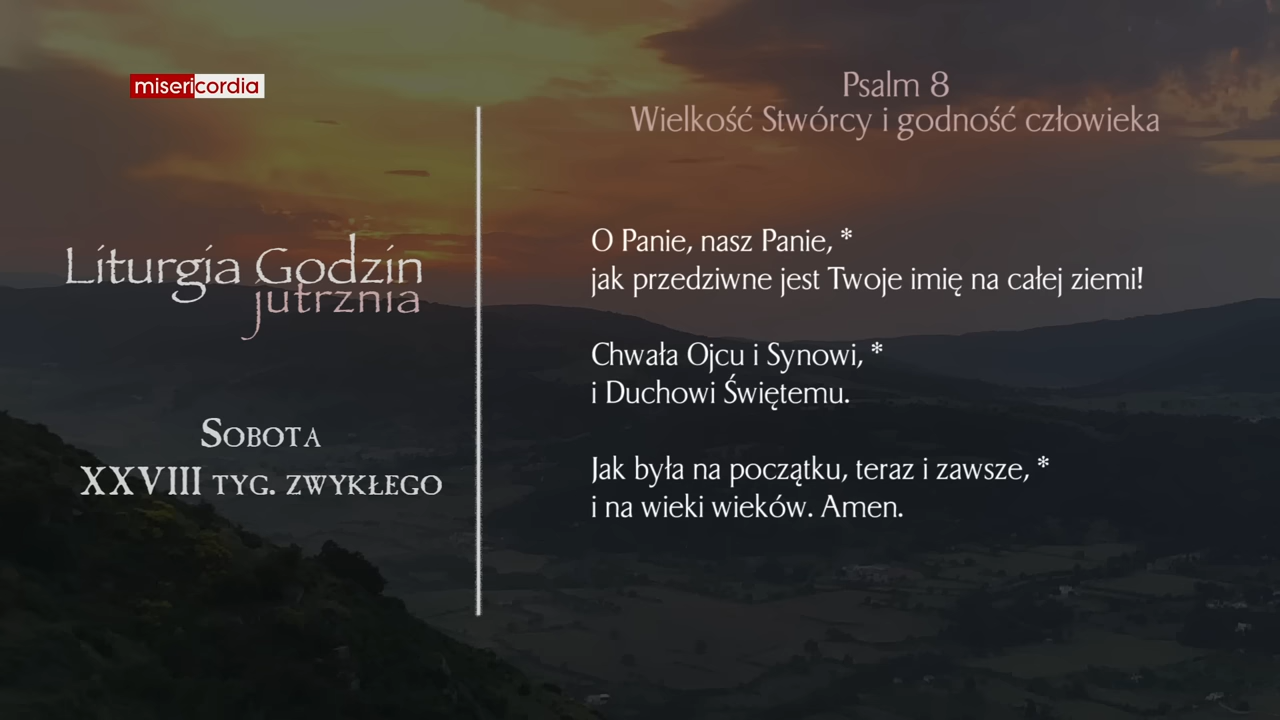 misericordia
Liturgia Godzin
jutrznia
Sobota
XXVIII tyg. zwykłego
Psalm 8
Wielkość Stwórcy i godność człowieka
O Panie, nasz Panie, *
jak przedziwne jest Twoje imię na całej ziemi!
Chwała Ojcu i Synowi, *
i Duchowi Świętemu.
Jak była na początku, teraz i zawsze, *
i na wieki wieków. Amen.